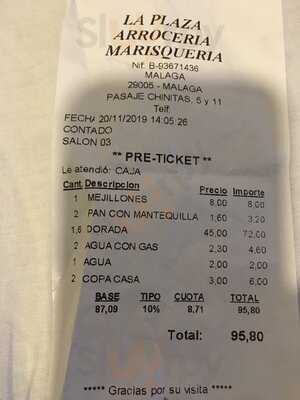 LA PLAZA
ARROCERIA
MARISQUERIA
Nif: B-93671436
MALAGA
29005 - MALAGA
PASAJE CHINITAS, 5 y 11
Telf:
FECHA 20/11/2019 14:05:26
CONTADO
SALON 03
** PRE-TICKET **
Le atendió: CAJA
Cant. Descripcion Precio Importe
1 MEJILLONES 8,00 8,00
2 PAN CON MANTEQUILLA 1,60 3,20
1,6 DORADA 45,00 72,00
2 AGUA CON GAS 2,30 4,60
1 AGUA 2,00 2,00
2 COPA CASA 3,00 6,00
BASE TIPO CUOTA TOTAL
87,09 10% 8,71 95,80
Total: 95,80
***** Gracias por su visita *****